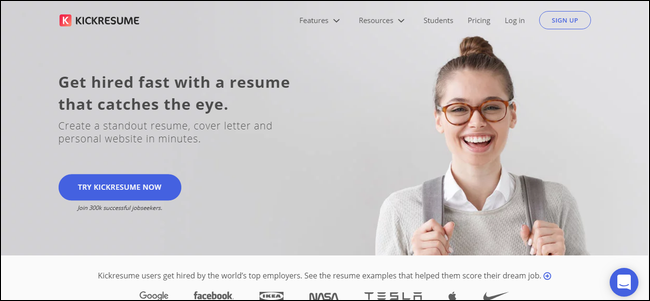 KICKRESUME
Features
Resources
Students
Pricing
Log in
SIGN UP
Get hired fast with a resume
that catches the eye.
Create a standout resume, cover letter and
personal website in minutes.
TRY KICKRESUME NOW
Join 300k successful jobseekers.
Kickresume users get hired by the world's top employers. See the resume examples that helped them score their dream job.
Google
facebook
IKEA
NASA
TESLA